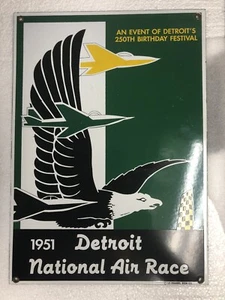 AN EVENT OF DETROIT'S
250TH BIRTHDAY FESTIVAL
1951 Detroit
National Air Race